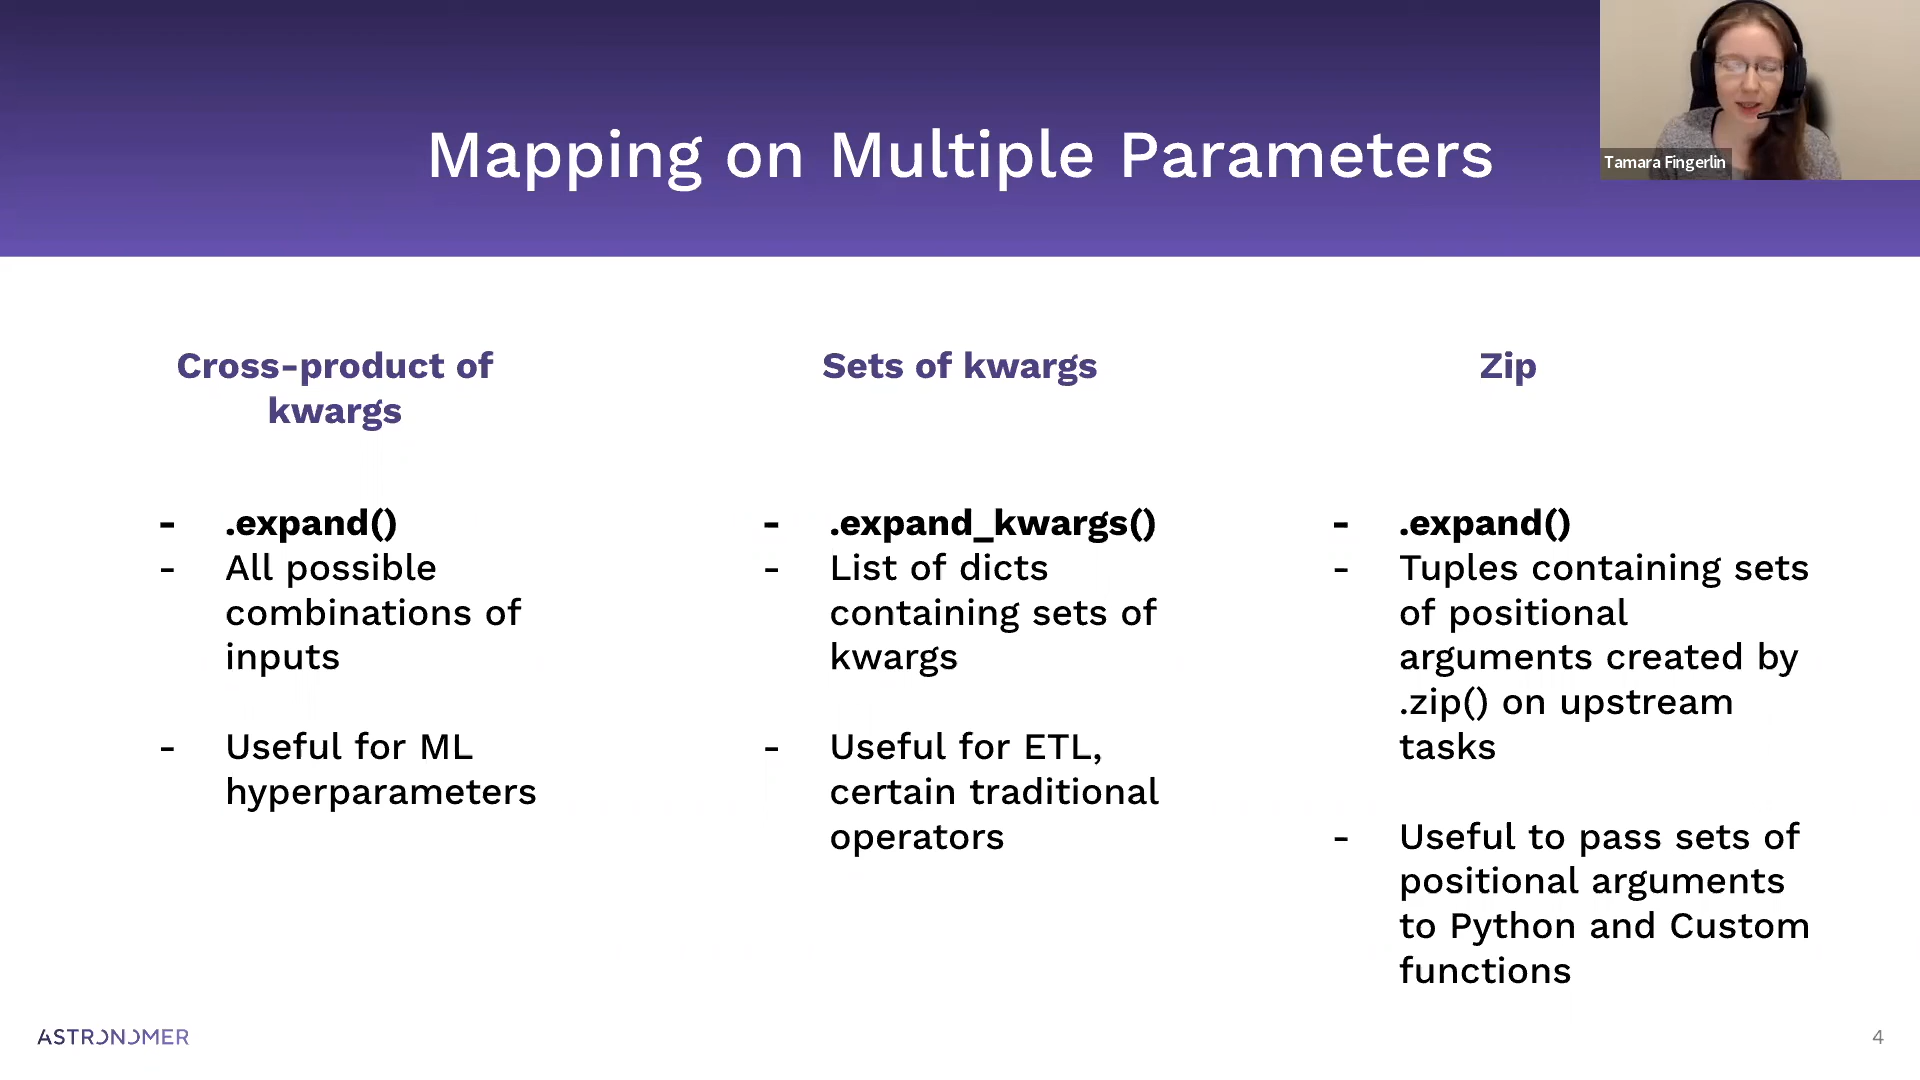 Mapping on Multiple Parameters
Tamara Fingerlin
Cross-product of
kwargs
- .expand()
- All possible
combinations of
inputs
- Useful for ML
hyperparameters
Sets of kwargs
- .expand_kwargs()
- List of dicts
containing sets of
kwargs
- Useful for ETL,
certain traditional
operators
Zip
- .expand()
- Tuples containing sets
of positional
arguments created by
.zip() on upstream
tasks
- Useful to pass sets of
positional arguments
to Python and Custom
functions
ASTRONOMER
4